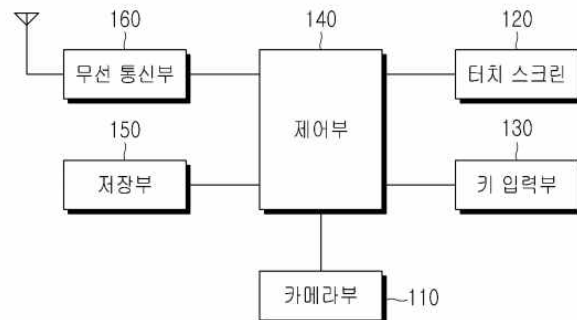 160
무선 통신부
140
제어부
120
터치 스크린
150
저장부
130
키 입력부
카메라부
110